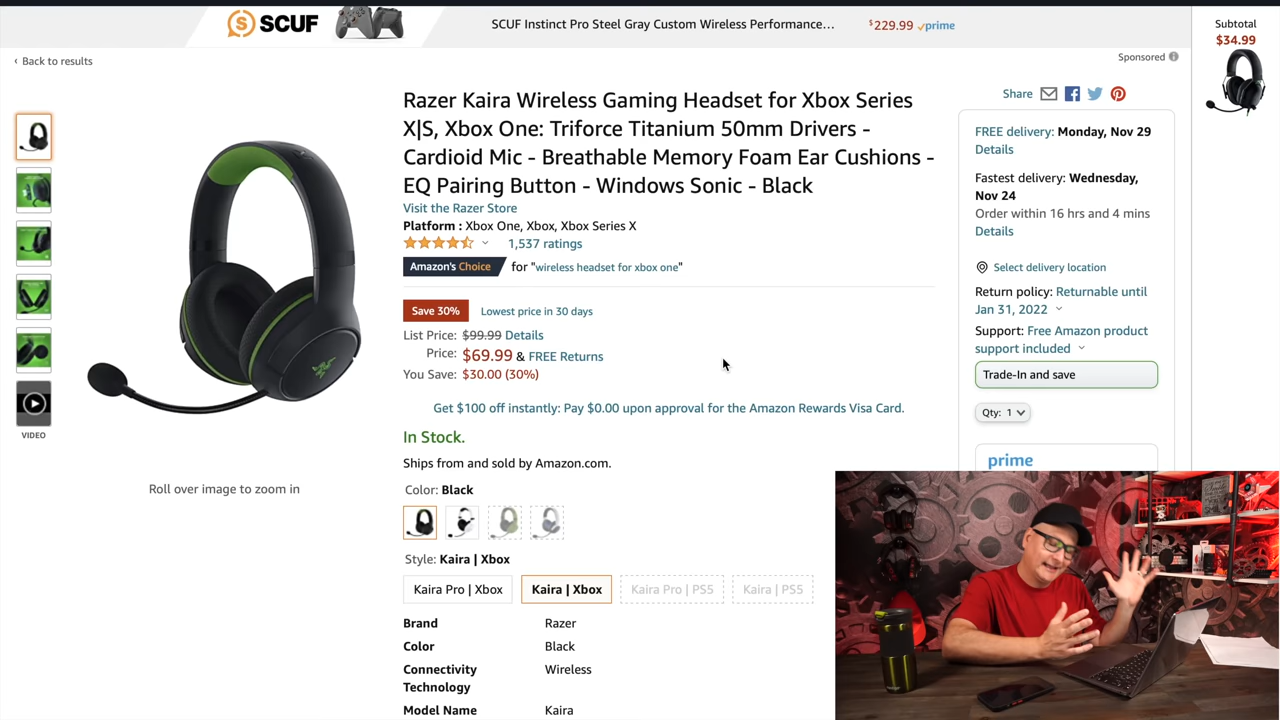 SCUF
SCUF Instinct Pro Steel Gray Custom Wireless Performance...
$229.99 prime
Subtotal
$34.99
‹ Back to results
Sponsored
Razer Kaira Wireless Gaming Headset for Xbox Series
X|S, Xbox One: Triforce Titanium 50mm Drivers -
Cardioid Mic - Breathable Memory Foam Ear Cushions -
EQ Pairing Button - Windows Sonic - Black
Visit the Razer Store
Platform : Xbox One, Xbox, Xbox Series X
1,537 ratings
Amazon's Choice for "wireless headset for xbox one"
Save 30% Lowest price in 30 days
List Price: $99.99 Details
Price: $69.99 & FREE Returns
You Save: $30.00 (30%)
Get $100 off instantly: Pay $0.00 upon approval for the Amazon Rewards Visa Card.
In Stock.
Ships from and sold by Amazon.com.
Color: Black
Style: Kaira | Xbox
Kaira Pro | Xbox Kaira | Xbox Kaira Pro | PS5 Kaira | PS5
Brand Razer
Color Black
Connectivity Wireless
Technology
Model Name Kaira
VIDEO
Roll over image to zoom in
Share
FREE delivery: Monday, Nov 29
Details
Fastest delivery: Wednesday,
Nov 24
Order within 16 hrs and 4 mins
Details
Select delivery location
Return policy: Returnable until
Jan 31, 2022
Support: Free Amazon product
support included
Trade-In and save
Qty: 1
prime